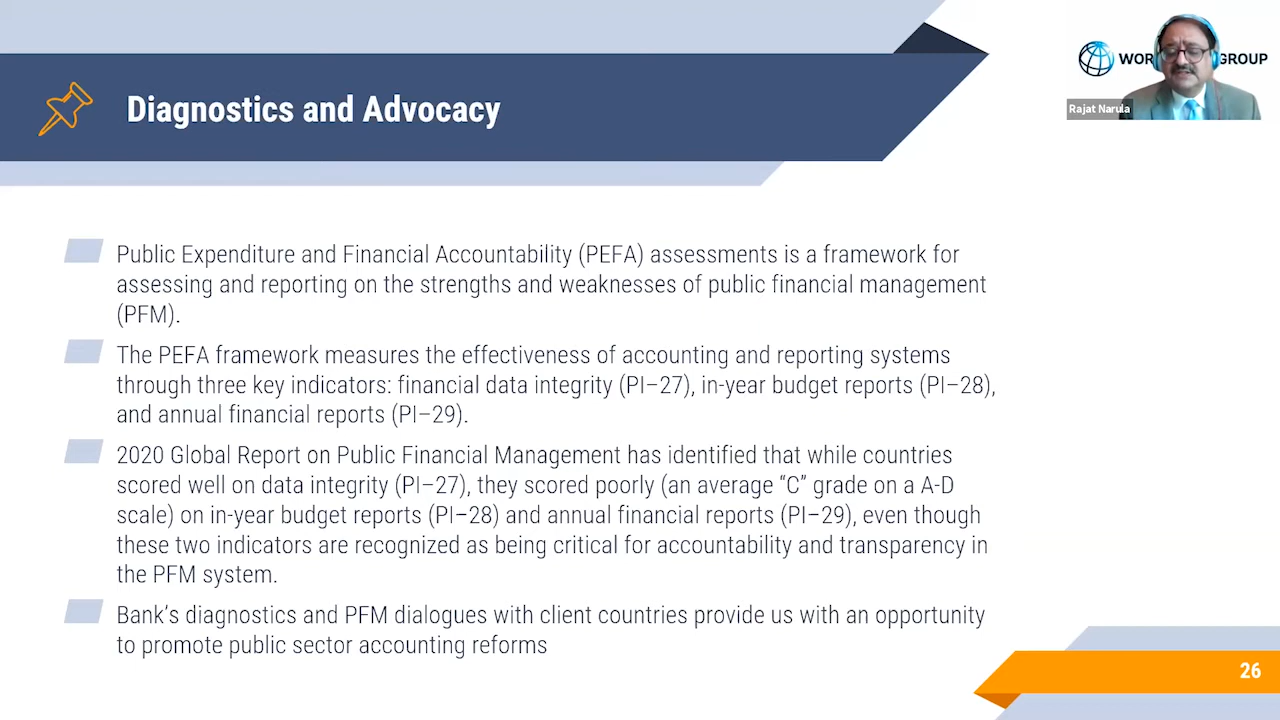 Diagnostics and Advocacy
WOR GROUP
Rajat Narula
Public Expenditure and Financial Accountability (PEFA) assessments is a framework for
assessing and reporting on the strengths and weaknesses of public financial management
(PFM).
The PEFA framework measures the effectiveness of accounting and reporting systems
through three key indicators: financial data integrity (PI–27), in-year budget reports (PI–28),
and annual financial reports (PI–29).
2020 Global Report on Public Financial Management has identified that while countries
scored well on data integrity (PI–27), they scored poorly (an average “C” grade on a A-D
scale) on in-year budget reports (PI–28) and annual financial reports (PI–29), even though
these two indicators are recognized as being critical for accountability and transparency in
the PFM system.
Bank’s diagnostics and PFM dialogues with client countries provide us with an opportunity
to promote public sector accounting reforms
26